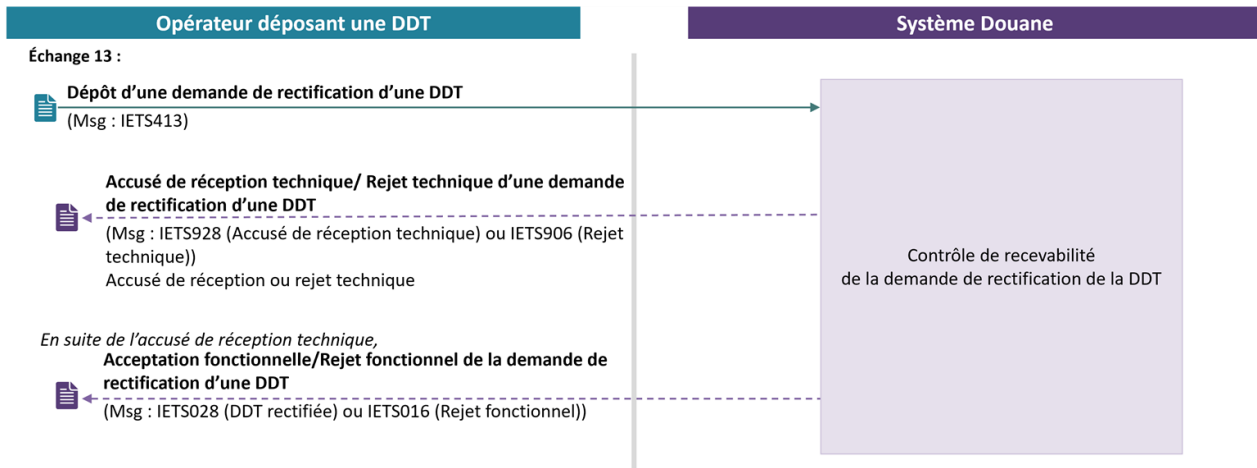 Opérateur déposant une DDT
Système Douane
Échange 13 :
Dépôt d’une demande de rectification d’une DDT
(Msg : IETS413)
Accusé de réception technique/ Rejet technique d’une demande
de rectification d’une DDT
(Msg : IETS928 (Accusé de réception technique) ou IETS906 (Rejet
technique))
Accusé de réception ou rejet technique
En suite de l’accusé de réception technique,
Acceptation fonctionnelle/Rejet fonctionnel de la demande de
rectification d’une DDT
(Msg : IETS028 (DDT rectifiée) ou IETS016 (Rejet fonctionnel))
Contrôle de recevabilité
de la demande de rectification de la DDT